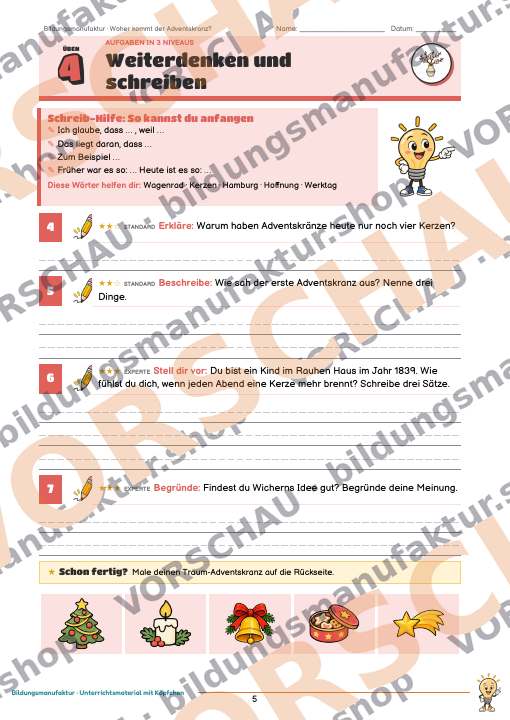 Bildungsmanufaktur · Woher kommt der Adventskranz?
Name:
Datum:
ÜBEN
4
AUFGABEN IN 3 NIVEAUS
Weiterdenken und
schreiben
Schreib-Hilfe: So kannst du anfangen
Ich glaube, dass ... , weil ...
Das liegt daran, dass ...
Zum Beispiel ...
Früher war es so: ... Heute ist es so: ...
Diese Wörter helfen dir: Wagenrad · Kerzen · Hamburg · Hoffnung · Werktag
4
★★☆ STANDARD Erkläre: Warum haben Adventskränze heute nur noch vier Kerzen?
5
★★☆ STANDARD Beschreibe: Wie sah der erste Adventskranz aus? Nenne drei
Dinge.
6
★★★ EXPERTE Stell dir vor: Du bist ein Kind im Rauhen Haus im Jahr 1839. Wie
fühlst du dich, wenn jeden Abend eine Kerze mehr brennt? Schreibe drei Sätze.
7
★★★ EXPERTE Begründe: Findest du Wicherns Idee gut? Begründe deine Meinung.
★ Schon fertig? Male deinen Traum-Adventskranz auf die Rückseite.
Bildungsmanufaktur · Unterrichtsmaterial mit Köpfchen
5
VORSCHAU · bildungsmanufaktur.shop